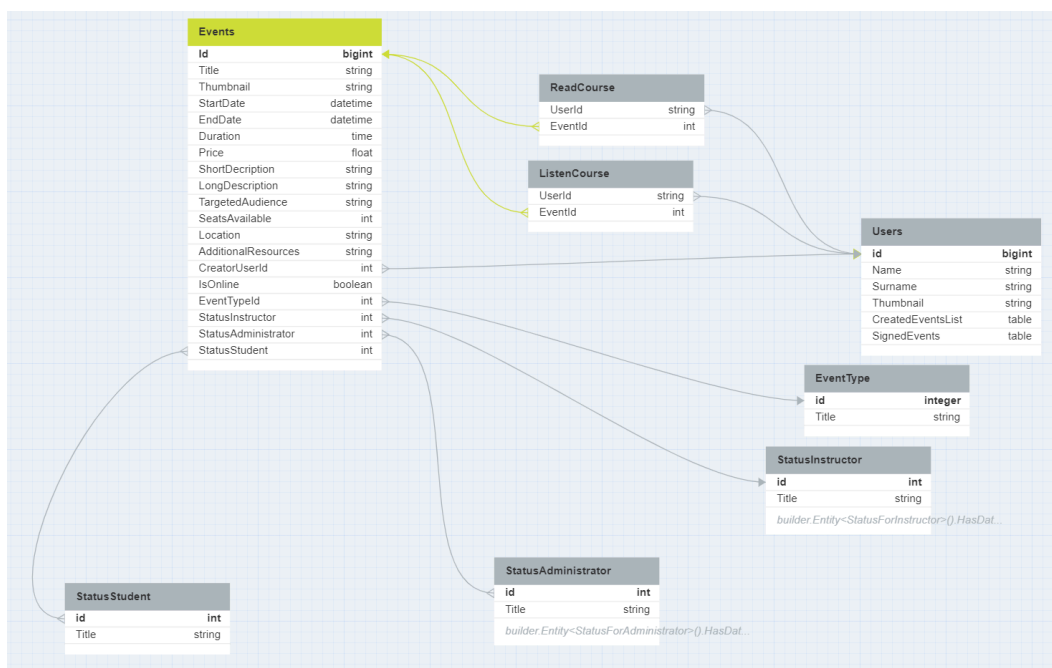 Events
Id bigint
Title string
Thumbnail string
StartDate datetime
EndDate datetime
Duration time
Price float
ShortDecription string
LongDescription string
TargetedAudience string
SeatsAvailable int
Location string
AdditionalResources string
CreatorUserId int
IsOnline boolean
EventTypeId int
StatusInstructor int
StatusAdministrator int
StatusStudent int
ReadCourse
UserId string
EventId int
ListenCourse
UserId string
EventId int
Users
id bigint
Name string
Surname string
Thumbnail string
CreatedEventsList table
SignedEvents table
EventType
id integer
Title string
StatusInstructor
id int
Title string
builder.Entity<StatusForInstructor>().HasDat...
StatusAdministrator
id int
Title string
builder.Entity<StatusForAdministrator>().HasDat...
StatusStudent
id int
Title string